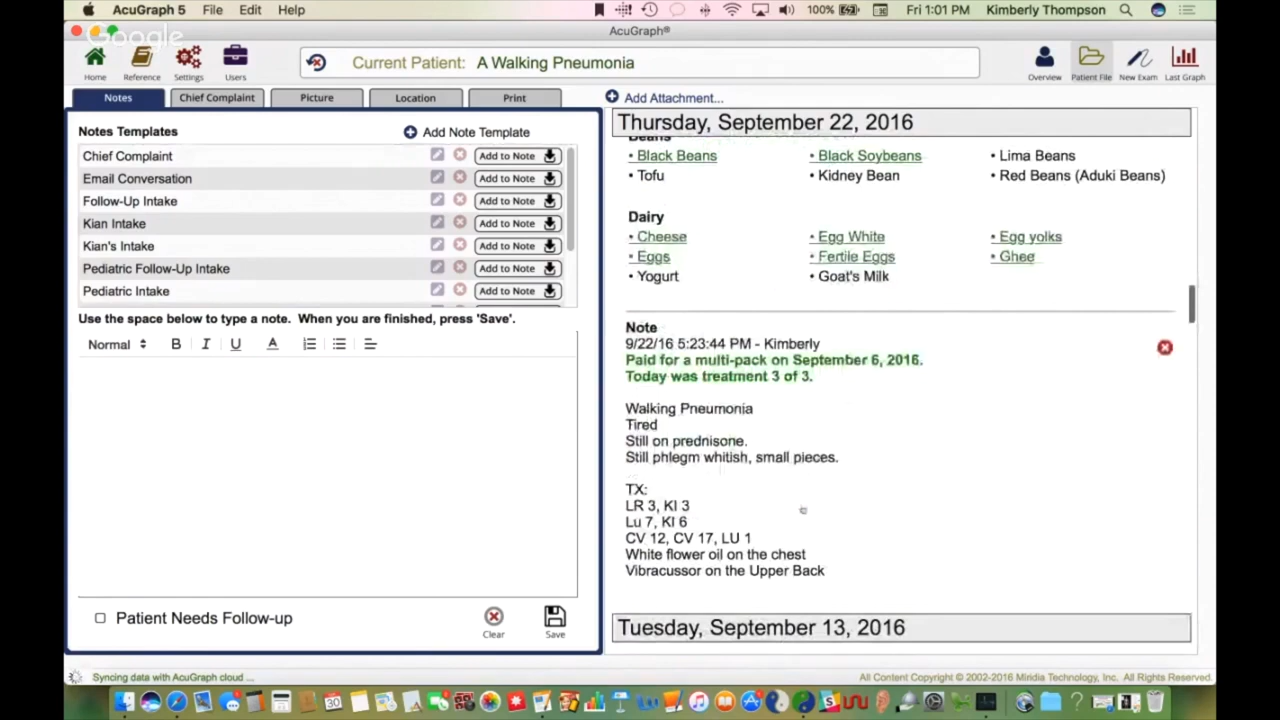 AcuGraph 5 File Edit Help 100% Fri 1:01 PM Kimberly Thompson
Google
AcuGraph®
Home Reference Settings Users
Current Patient: A Walking Pneumonia
Overview Patient File New Exam Last Graph
Notes Chief Complaint Picture Location Print
Notes Templates Add Note Template
Chief Complaint Add to Note
Email Conversation Add to Note
Follow-Up Intake Add to Note
Kian Intake Add to Note
Kian's Intake Add to Note
Pediatric Follow-Up Intake Add to Note
Pediatric Intake Add to Note
Use the space below to type a note. When you are finished, press 'Save'.
Normal B I U A
Patient Needs Follow-up
Clear Save
Add Attachment...
Thursday, September 22, 2016
Beans
• Black Beans • Black Soybeans • Lima Beans
• Tofu • Kidney Bean • Red Beans (Aduki Beans)
Dairy
• Cheese • Egg White • Egg yolks
• Eggs • Fertile Eggs • Ghee
• Yogurt • Goat's Milk
Note
9/22/16 5:23:44 PM - Kimberly
Paid for a multi-pack on September 6, 2016.
Today was treatment 3 of 3.
Walking Pneumonia
Tired
Still on prednisone.
Still phlegm whitish, small pieces.
TX:
LR 3, KI 3
Lu 7, KI 6
CV 12, CV 17, LU 1
White flower oil on the chest
Vibracussor on the Upper Back
Tuesday, September 13, 2016
Syncing data with AcuGraph cloud ...
All Content Copyright © 2002-2016 Miridia Technology, Inc. All Rights Reserved.
30